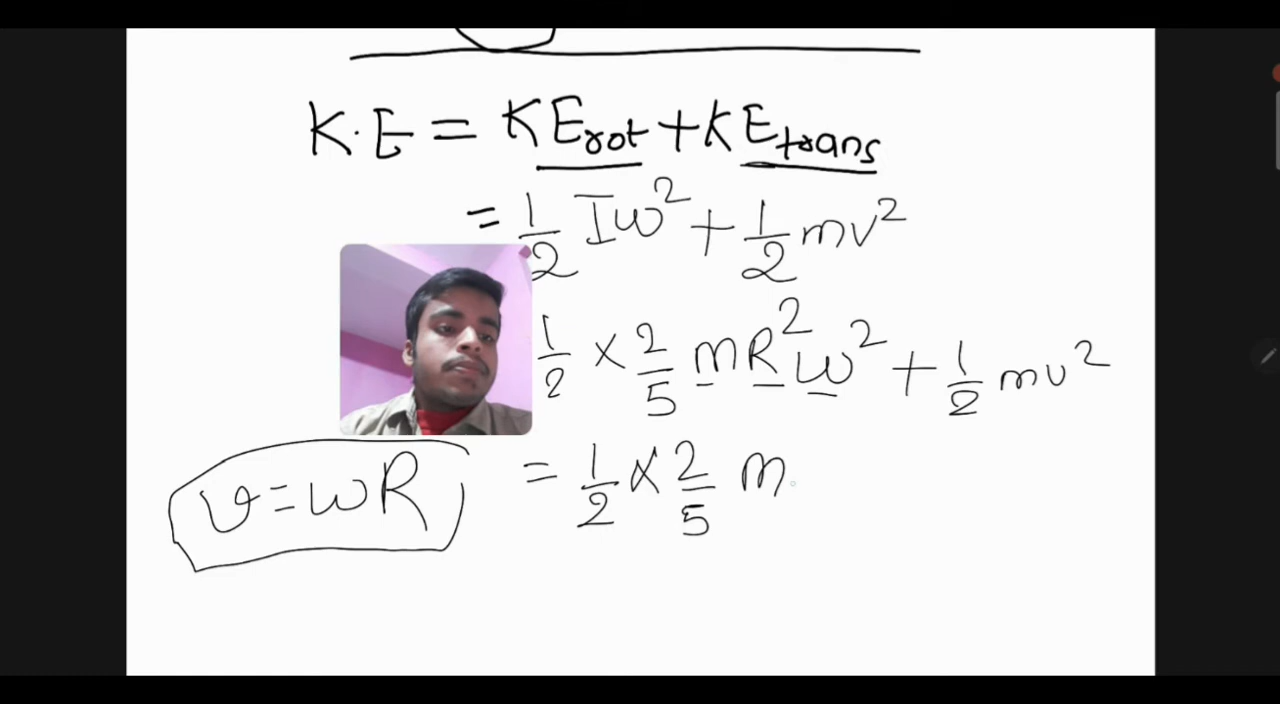 K.E = KErot + KEtrans
= 1/2 Iω² + 1/2 mv²
1/2 × 2/5 mR²ω² + 1/2 mv²
v = ωR
= 1/2 × 2/5 m